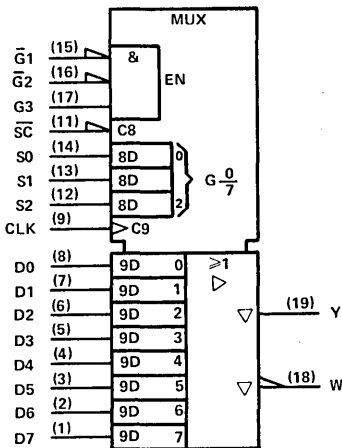 MUX
G̅1 (15) &
G̅2 (16) EN
G3 (17)
S̅C̅ (11) C8
S0 (14) 8D 0
S1 (13) 8D G 0/7
S2 (12) 8D 2
CLK (9) C9
D0 (8) 9D 0 ≥1
D1 (7) 9D 1 ▷
D2 (6) 9D 2 ▽ (19) Y
D3 (5) 9D 3
D4 (4) 9D 4
D5 (3) 9D 5 ▽ (18) W
D6 (2) 9D 6
D7 (1) 9D 7